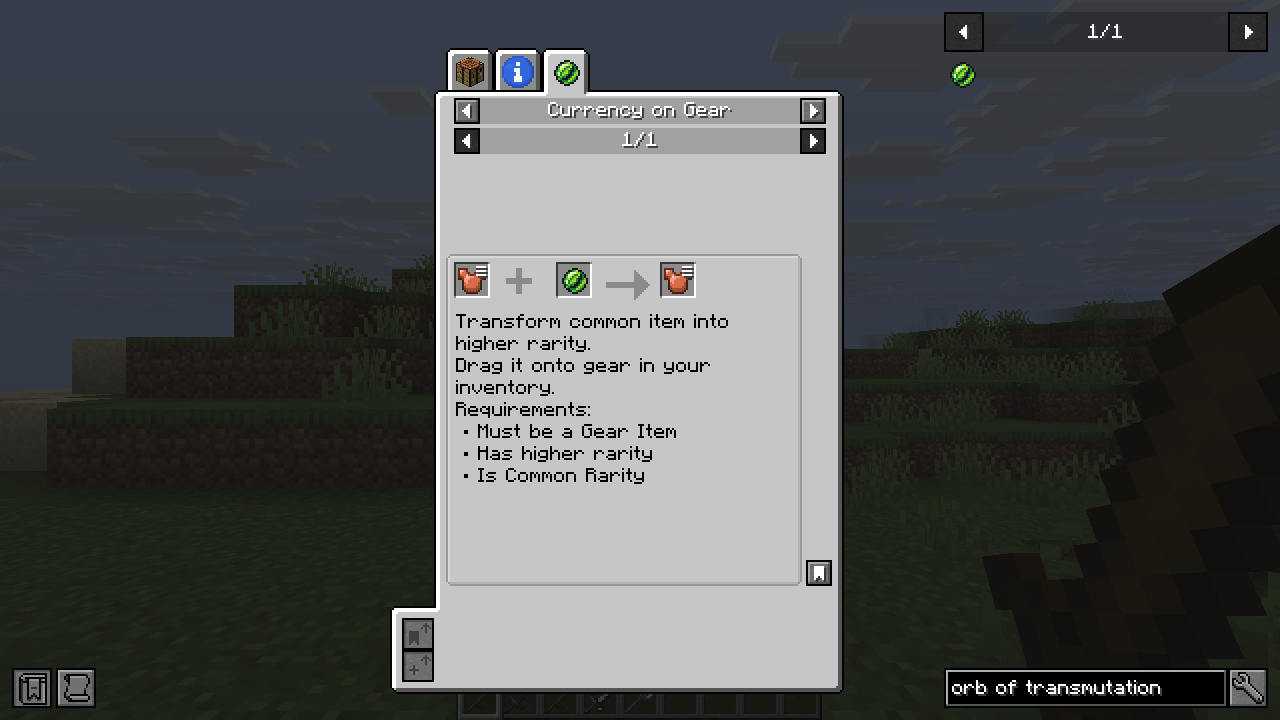 1/1
Currency on Gear
1/1
Transform common item into
higher rarity.
Drag it onto gear in your
inventory.
Requirements:
• Must be a Gear Item
• Has higher rarity
• Is Common Rarity
orb of transmutation